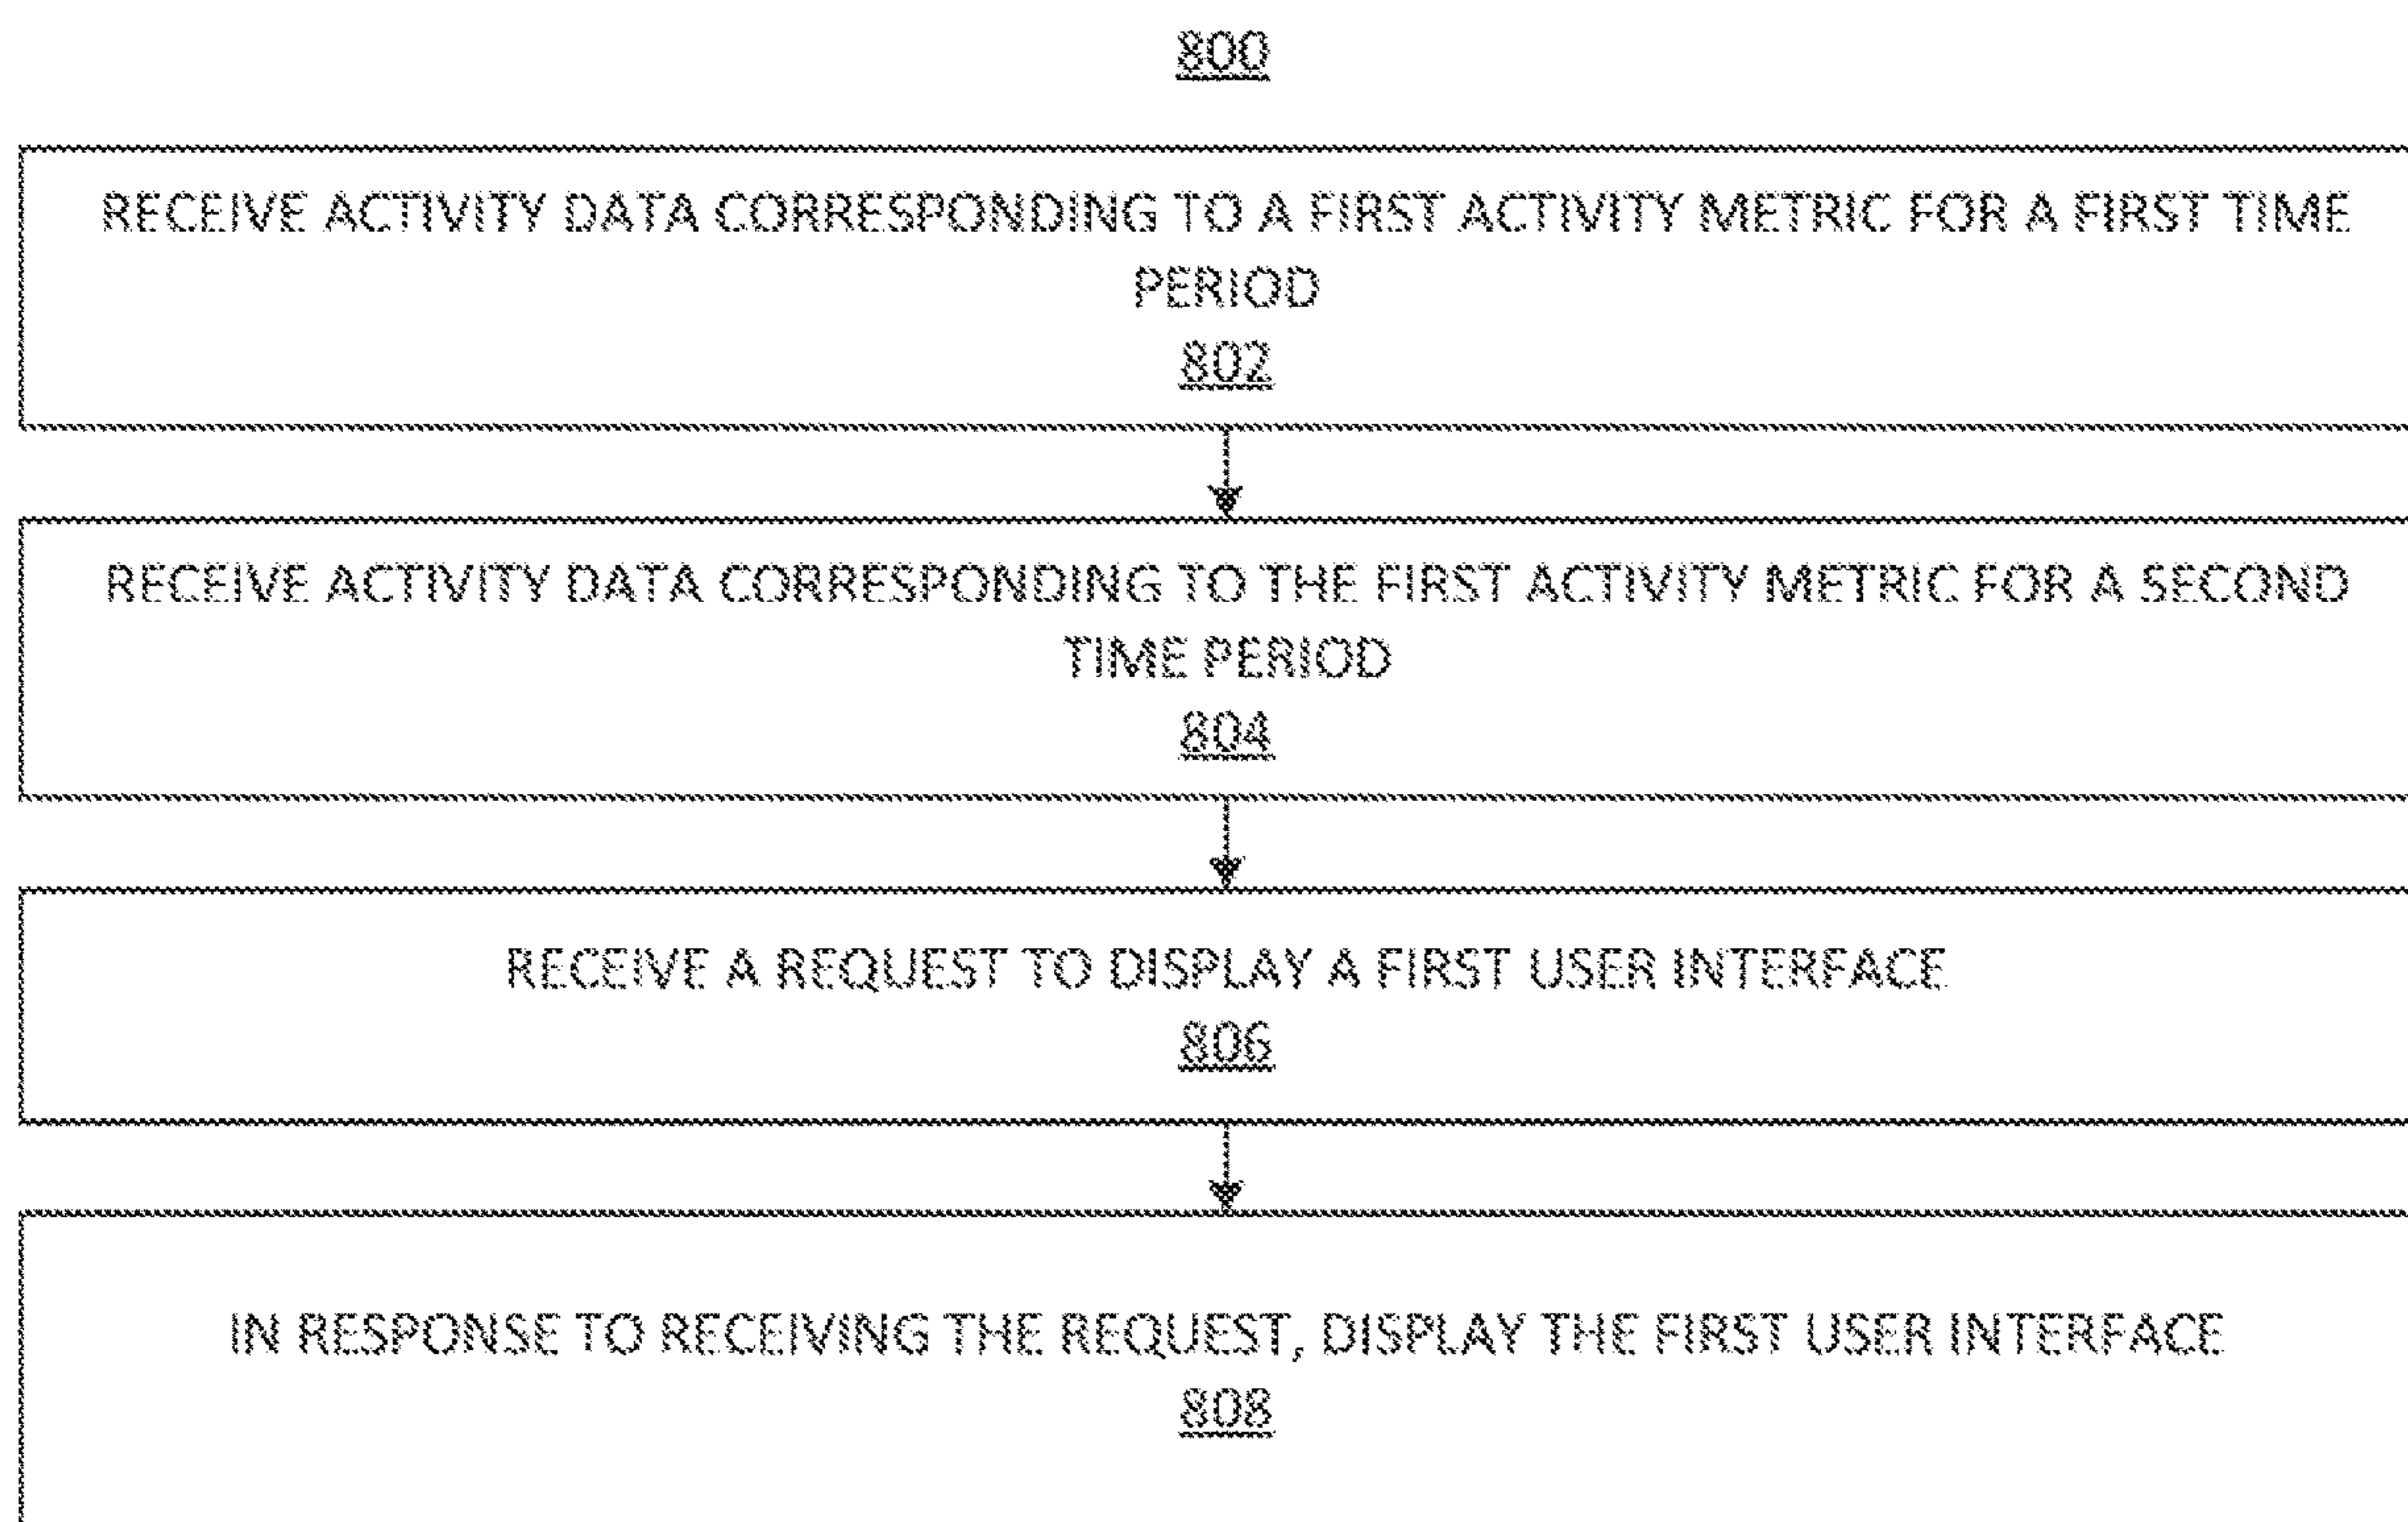 800
RECEIVE ACTIVITY DATA CORRESPONDING TO A FIRST ACTIVITY METRIC FOR A FIRST TIME
PERIOD
802
RECEIVE ACTIVITY DATA CORRESPONDING TO THE FIRST ACTIVITY METRIC FOR A SECOND
TIME PERIOD
804
RECEIVE A REQUEST TO DISPLAY A FIRST USER INTERFACE
806
IN RESPONSE TO RECEIVING THE REQUEST, DISPLAY THE FIRST USER INTERFACE
808